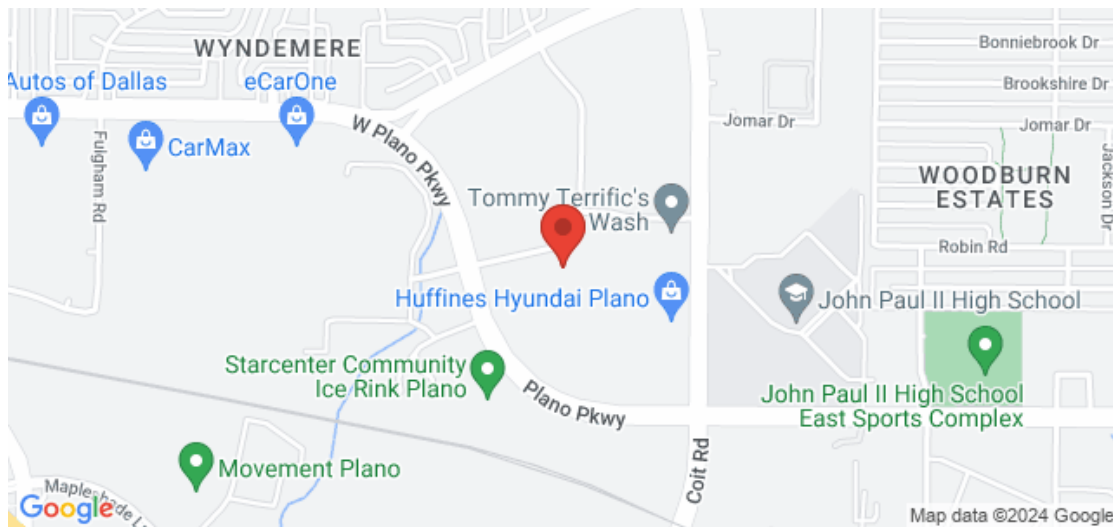 WYNDEMERE
Autos of Dallas
eCarOne
CarMax
Fulgham Rd
W Plano Pkwy
Tommy Terrific's
Wash
Huffines Hyundai Plano
Starcenter Community
Ice Rink Plano
Plano Pkwy
Movement Plano
Coit Rd
Bonniebrook Dr
Brookshire Dr
Jomar Dr
Jomar Dr
Jackson Dr
WOODBURN
ESTATES
Robin Rd
John Paul II High School
John Paul II High School
East Sports Complex
Mapleshade L
Google
Map data ©2024 Google